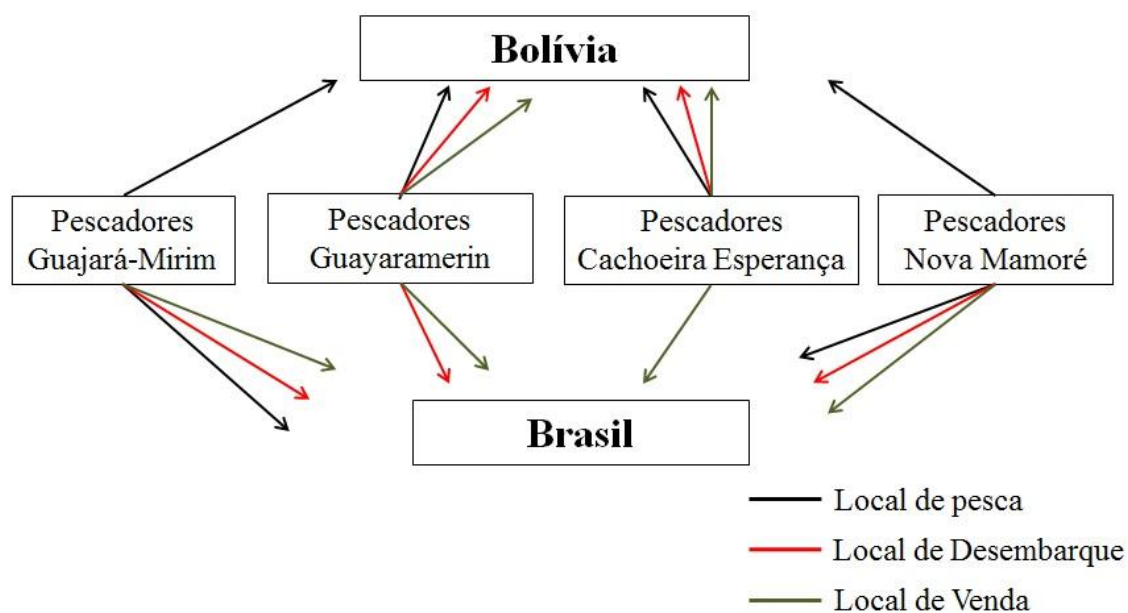 Bolívia
Pescadores
Guajará-Mirim
Pescadores
Guayaramerin
Pescadores
Cachoeira Esperança
Pescadores
Nova Mamoré
Brasil
Local de pesca
Local de Desembarque
Local de Venda